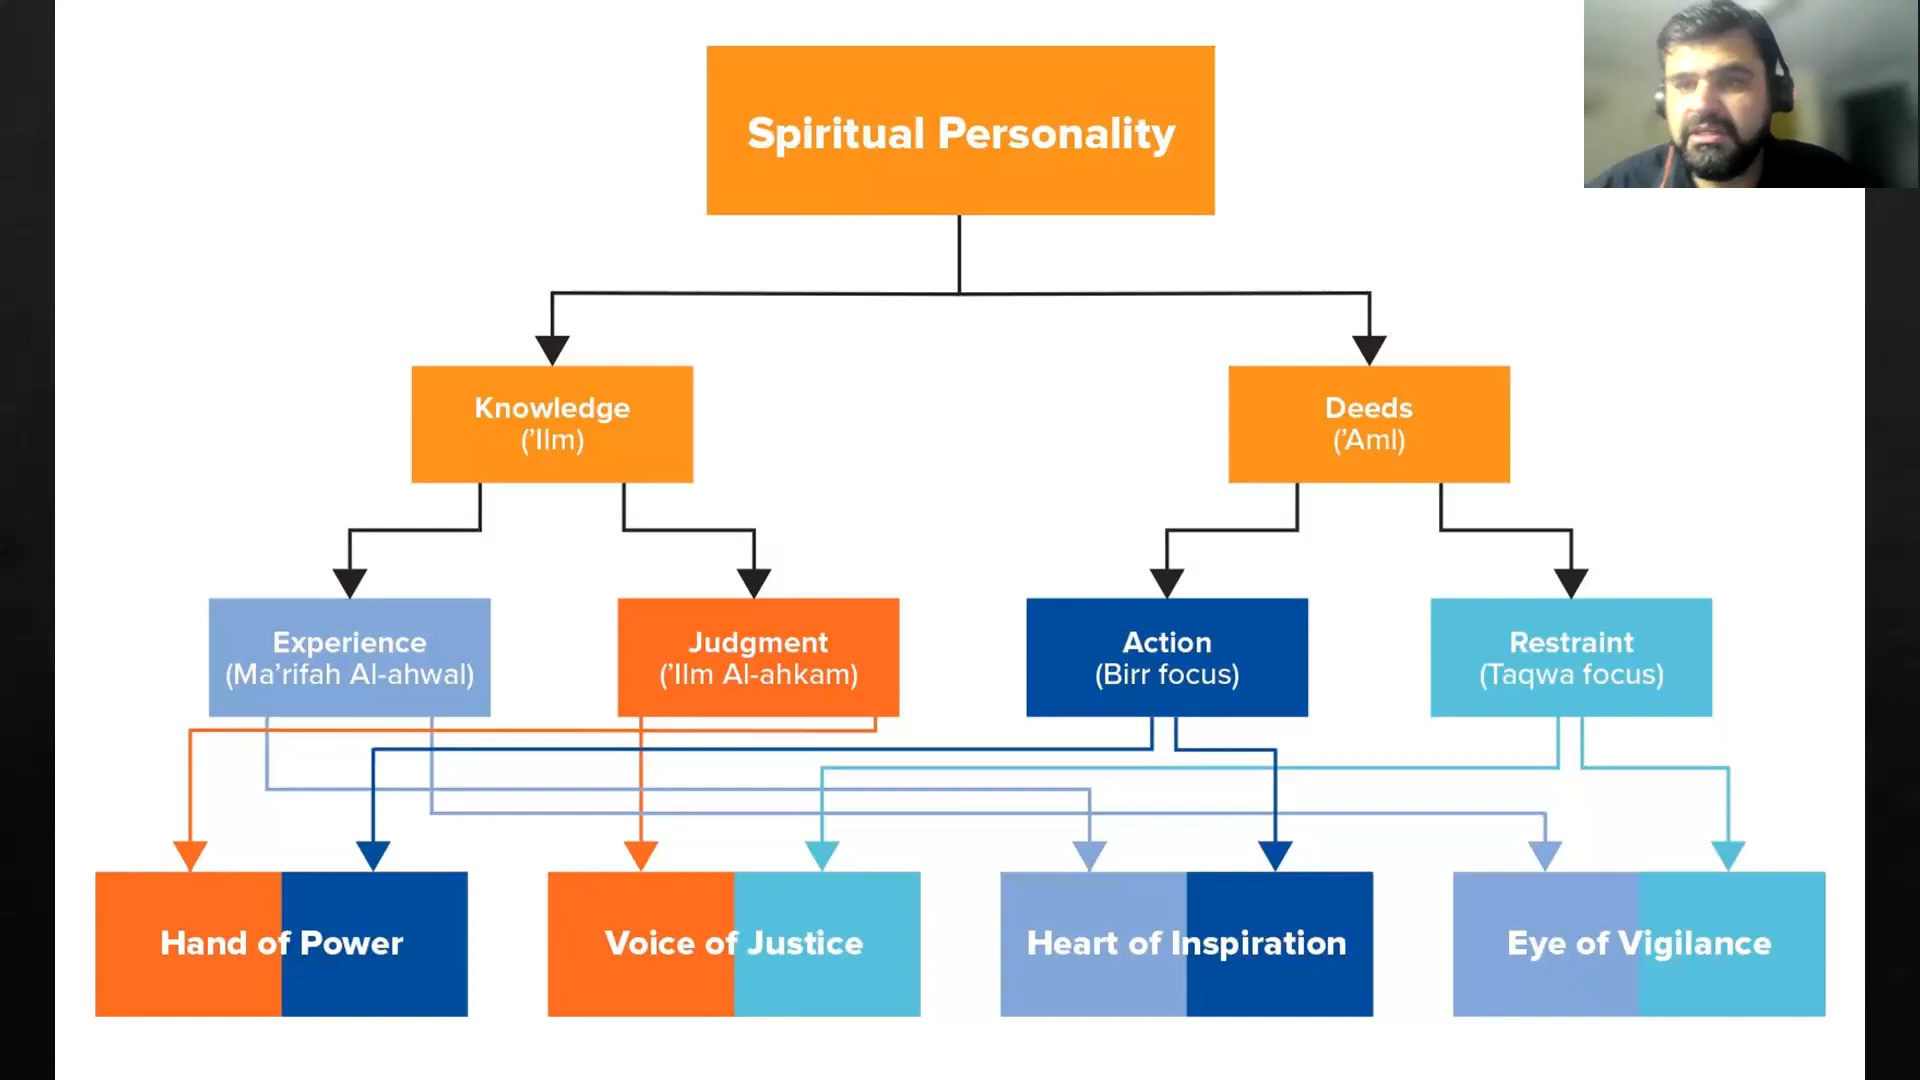 Spiritual Personality
Knowledge
(’Ilm)
Deeds
(’Aml)
Experience
(Ma’rifah Al-ahwal)
Judgment
(’Ilm Al-ahkam)
Action
(Birr focus)
Restraint
(Taqwa focus)
Hand of Power
Voice of Justice
Heart of Inspiration
Eye of Vigilance